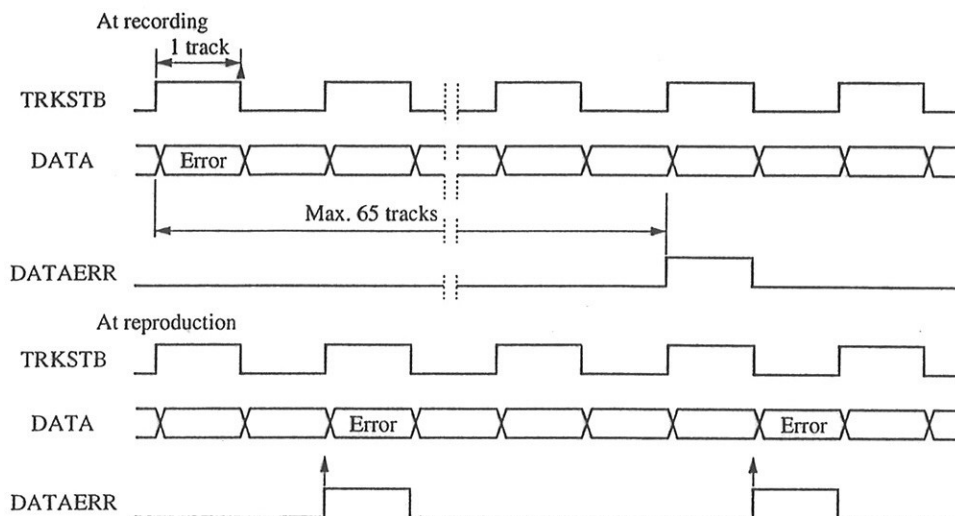 At recording
1 track
TRKSTB
DATA
Error
Max. 65 tracks
DATAERR
At reproduction
TRKSTB
DATA
Error
Error
DATAERR